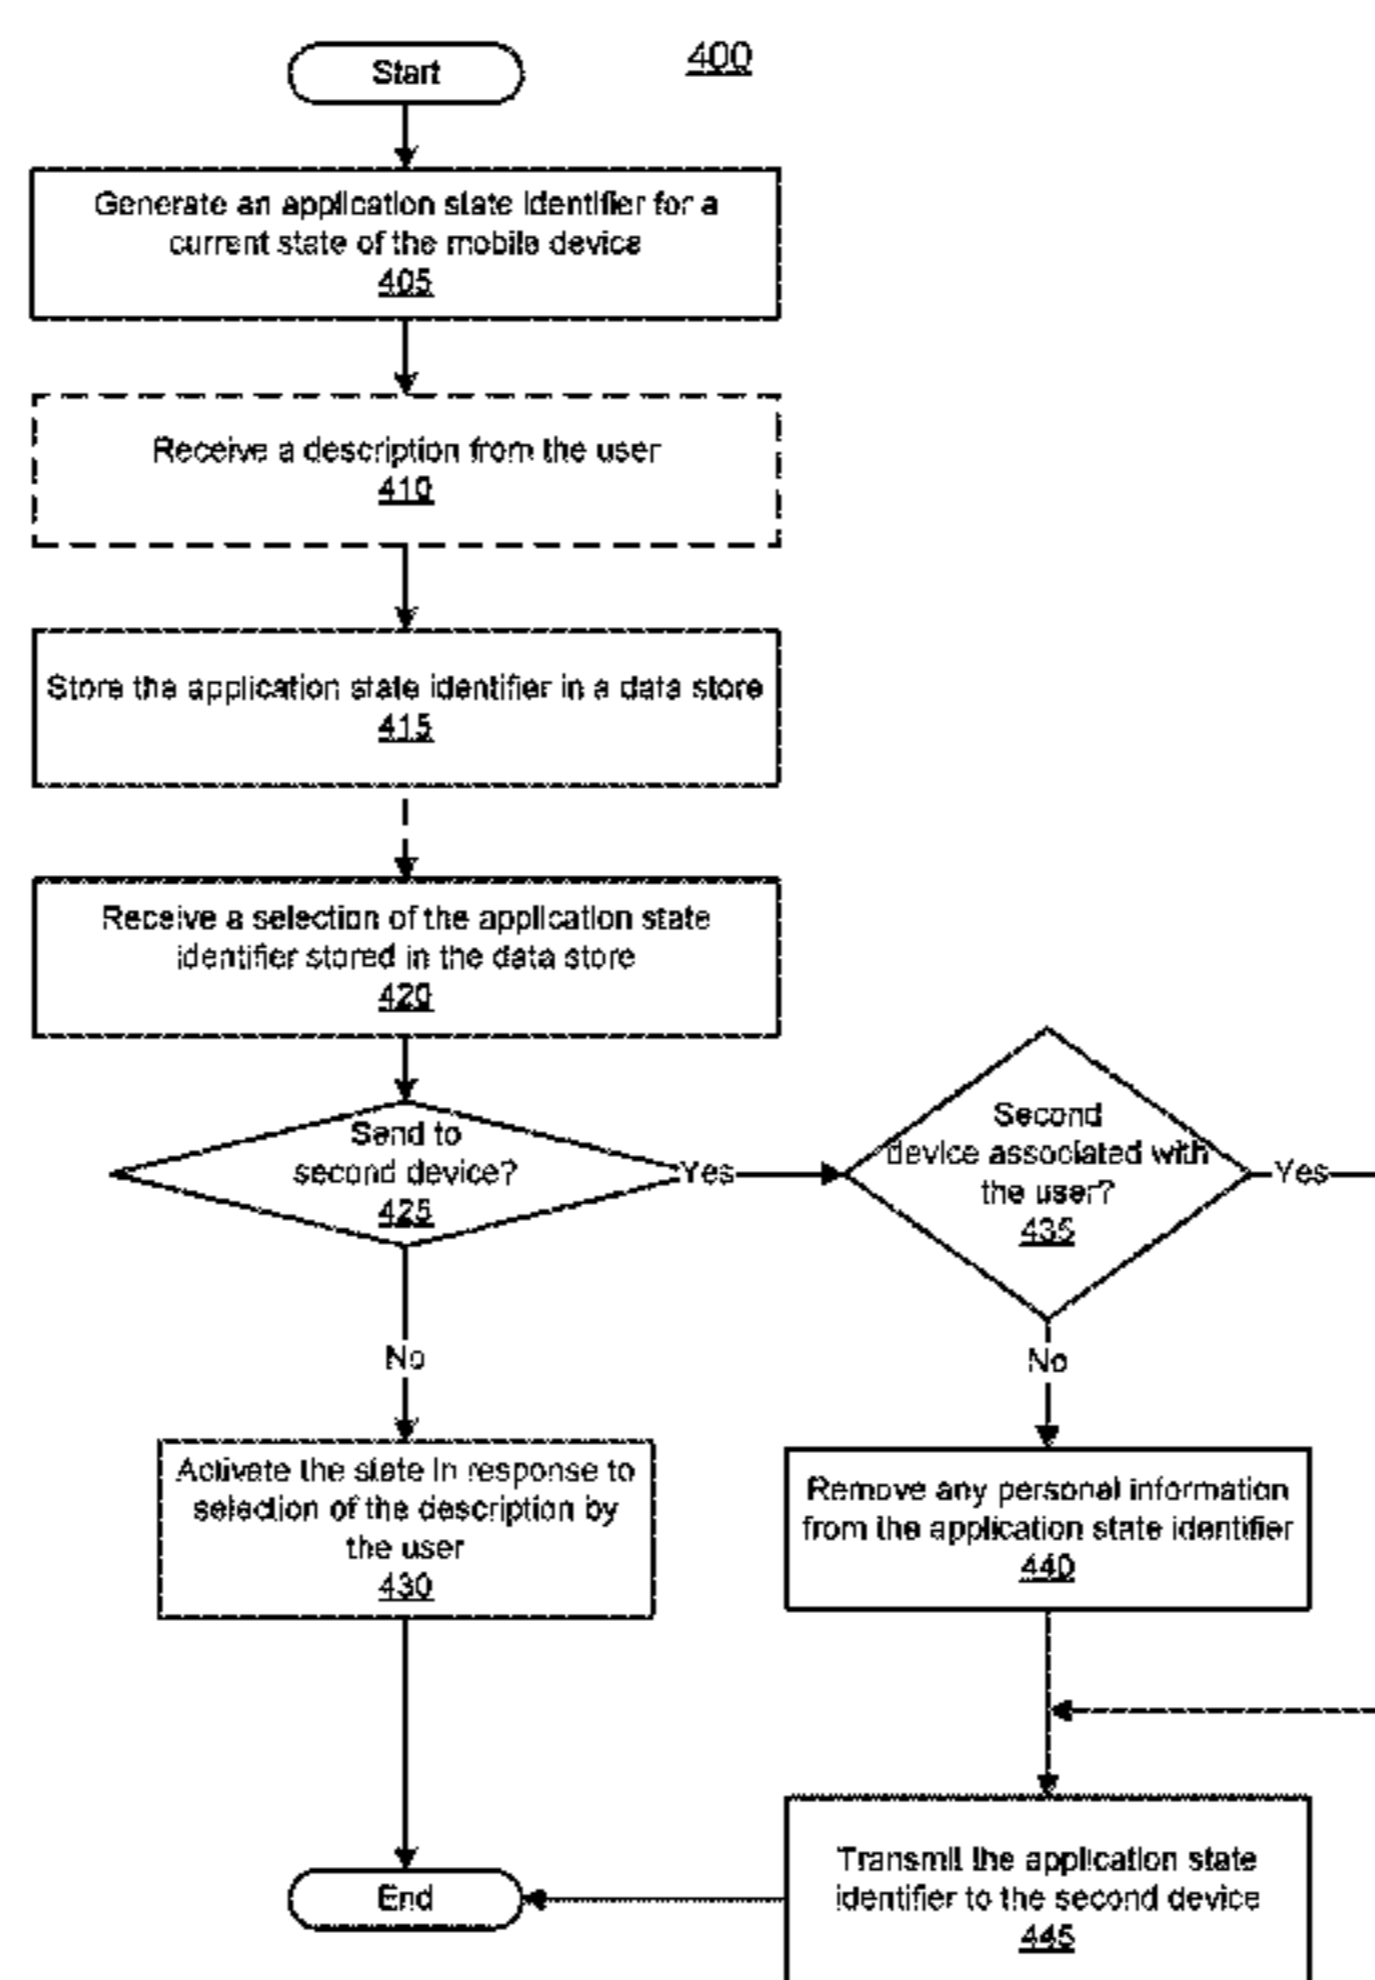 400
Start
Generate an application state identifier for a
current state of the mobile device
405
Receive a description from the user
410
Store the application state identifier in a data store
415
Receive a selection of the application state
identifier stored in the data store
420
Send to
second device?
425
Yes
Second
device associated with
the user?
435
Yes
No
No
Activate the state in response to
selection of the description by
the user
430
Remove any personal information
from the application state identifier
440
Transmit the application state
identifier to the second device
445
End